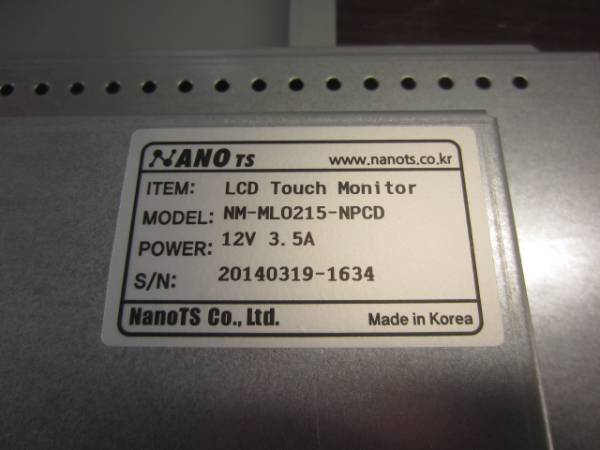 NANO TS www.nanots.co.kr
ITEM: LCD Touch Monitor
MODEL: NM-ML0215-NPCD
POWER: 12V 3.5A
S/N: 20140319-1634
NanoTS Co., Ltd. Made in Korea